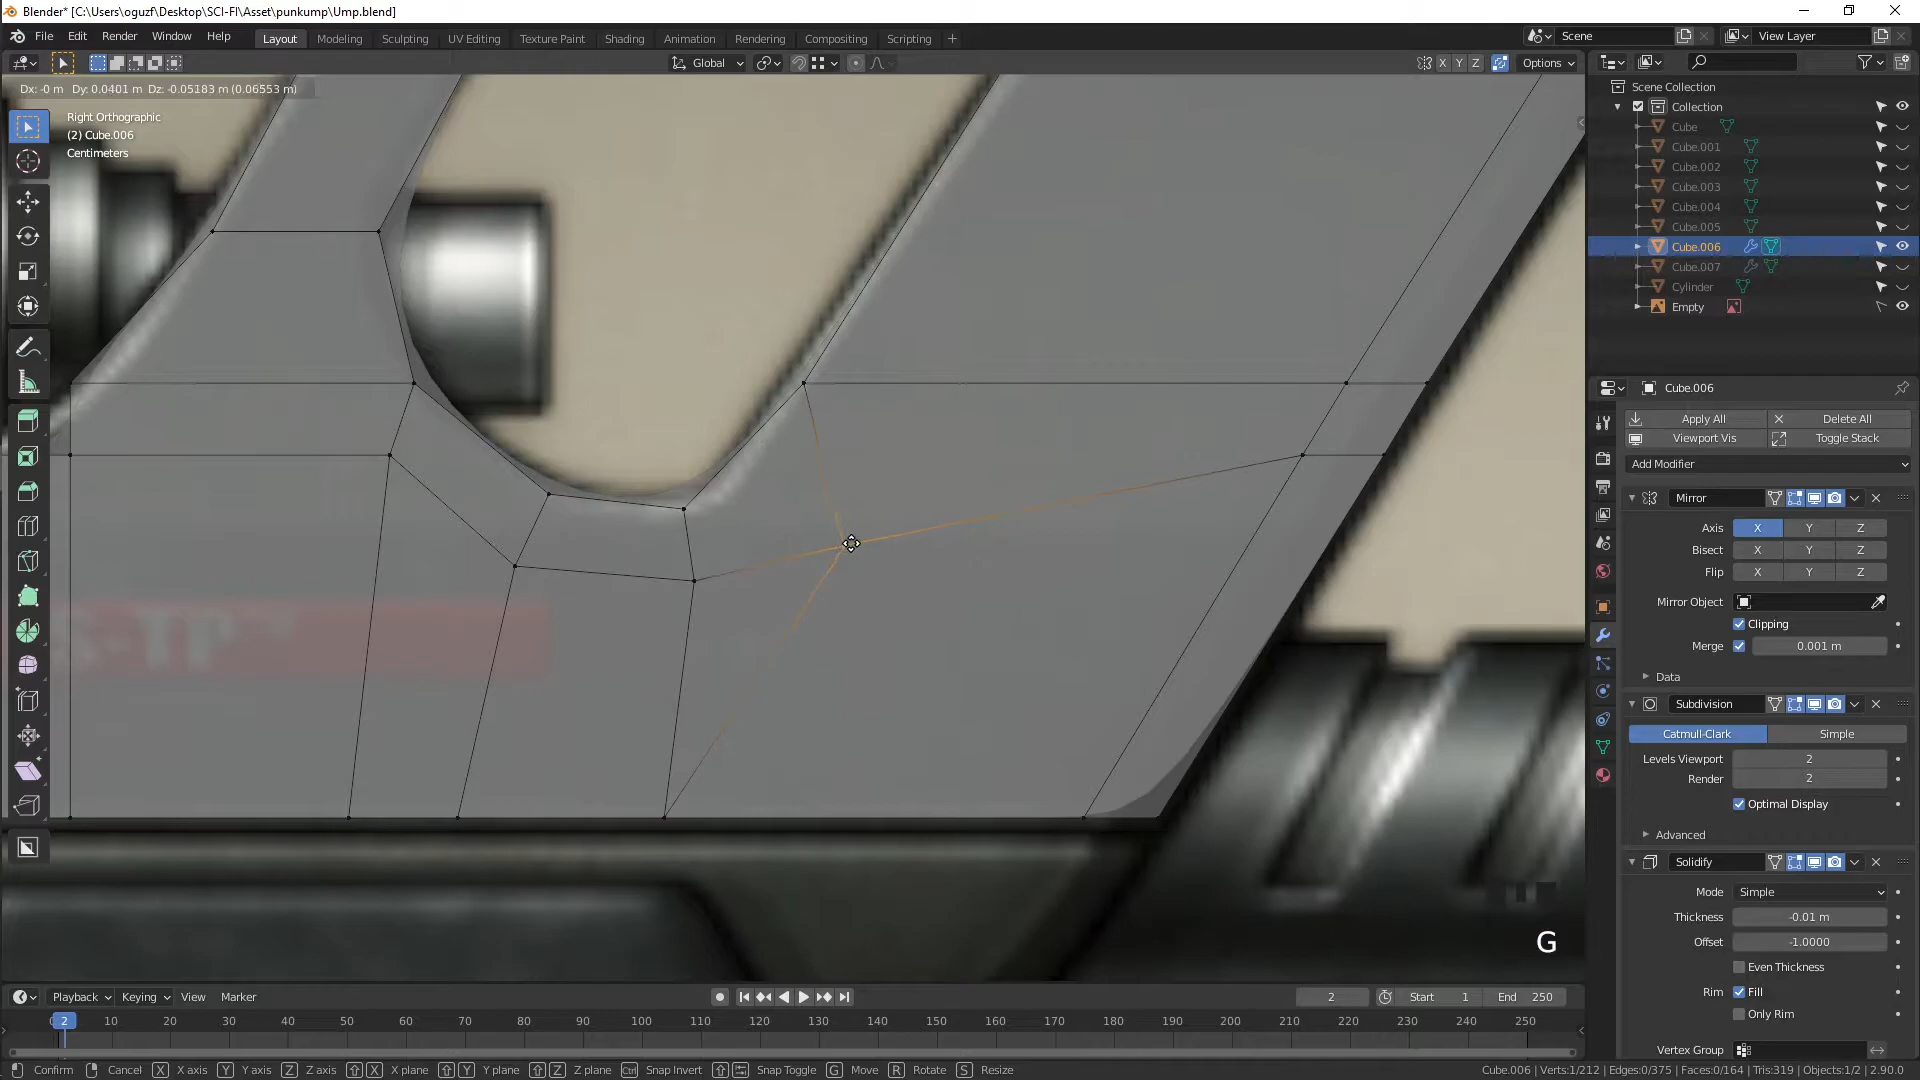 Blender* [C:\Users\oguzf\Desktop\SCI-FI\Asset\punkump\Ump.blend]
File Edit Render Window Help Layout Modeling Sculpting UV Editing Texture Paint Shading Animation Rendering Compositing Scripting + Scene View Layer
Global X Y Z Options
Dx: -0 m Dy: 0.0401 m Dz: -0.05183 m (0.06553 m)
Right Orthographic
(2) Cube.006
Centimeters
Scene Collection
Collection
Cube
Cube.001
Cube.002
Cube.003
Cube.004
Cube.005
Cube.006
Cube.007
Cylinder
Empty
Cube.006
Apply All Delete All
Viewport Vis Toggle Stack
Add Modifier
Mirror
Axis X Y Z
Bisect X Y Z
Flip X Y Z
Mirror Object
Clipping
Merge 0.001 m
Data
Subdivision
Catmull-Clark Simple
Levels Viewport 2
Render 2
Optimal Display
Advanced
Solidify
Mode Simple
Thickness -0.01 m
Offset -1.0000
Even Thickness
Rim Fill
Only Rim
Vertex Group
G
Playback Keying View Marker 2 Start 1 End 250
2 10 20 30 40 50 60 70 80 90 100 110 120 130 140 150 160 170 180 190 200 210 220 230 240 250
Confirm Cancel X X axis Y Y axis Z Z axis X X plane Y Y plane Z Z plane Ctrl Snap Invert Snap Toggle G Move R Rotate S Resize Cube.006 | Verts:1/212 | Edges:0/375 | Faces:0/164 | Tris:319 | Objects:1/2 | 2.90.0